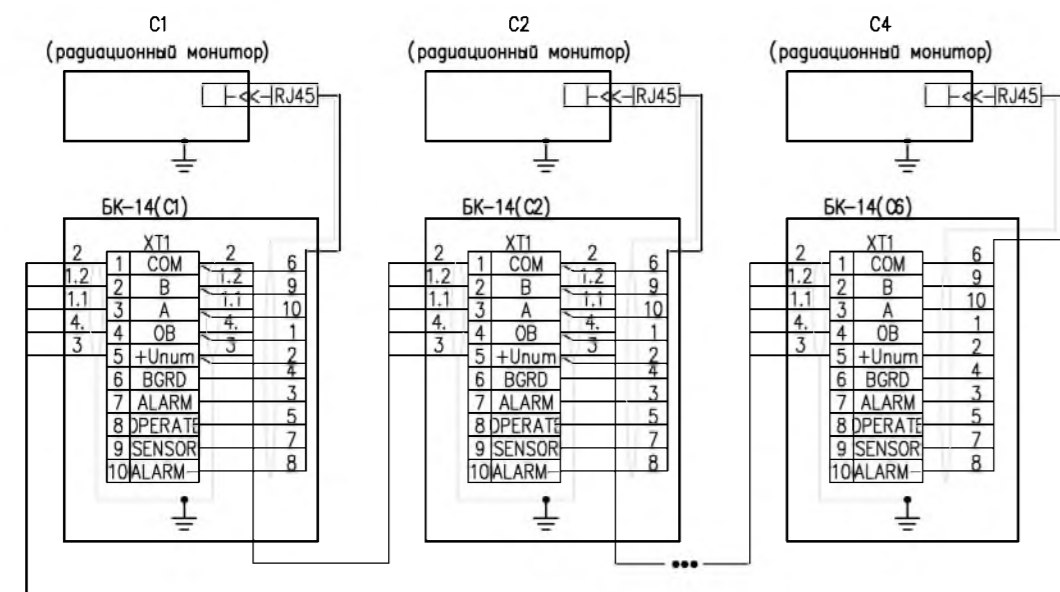 C1
(радиационный монитор)
RJ45
БК-14(C1)
XT1
2 1 COM 2 6
1.2 2 B 1.2 9
1.1 3 A 1.1 10
4. 4 OB 4. 1
3 5 +Uпит 3 2
6 BGRD 4
7 ALARM 3
8 OPERATE 5
9 SENSOR 7
10 ALARM- 8
C2
(радиационный монитор)
RJ45
БК-14(C2)
XT1
2 1 COM 2 6
1.2 2 B 1.2 9
1.1 3 A 1.1 10
4. 4 OB 4. 1
3 5 +Uпит 3 2
6 BGRD 4
7 ALARM 3
8 OPERATE 5
9 SENSOR 7
10 ALARM- 8
C4
(радиационный монитор)
RJ45
БК-14(C6)
XT1
2 1 COM 6
1.2 2 B 9
1.1 3 A 10
4. 4 OB 1
3 5 +Uпит 2
6 BGRD 4
7 ALARM 3
8 OPERATE 5
9 SENSOR 7
10 ALARM- 8